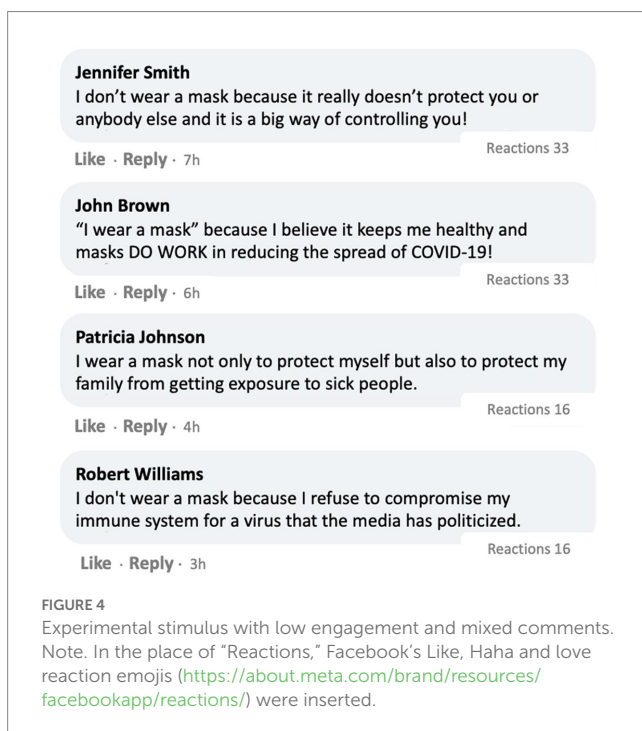 Jennifer Smith
I don’t wear a mask because it really doesn’t protect you or
anybody else and it is a big way of controlling you!
Reactions 33
Like · Reply · 7h
John Brown
“I wear a mask” because I believe it keeps me healthy and
masks DO WORK in reducing the spread of COVID-19!
Reactions 33
Like · Reply · 6h
Patricia Johnson
I wear a mask not only to protect myself but also to protect my
family from getting exposure to sick people.
Reactions 16
Like · Reply · 4h
Robert Williams
I don't wear a mask because I refuse to compromise my
immune system for a virus that the media has politicized.
Reactions 16
Like · Reply · 3h
FIGURE 4
Experimental stimulus with low engagement and mixed comments.
Note. In the place of “Reactions,” Facebook’s Like, Haha and love
reaction emojis (https://about.meta.com/brand/resources/
facebookapp/reactions/) were inserted.